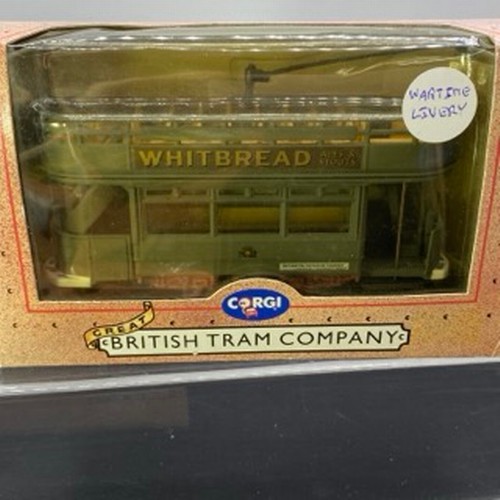 WARTIME
LIVERY
WHITBREAD
CORGI
GREAT
BRITISH TRAM COMPANY